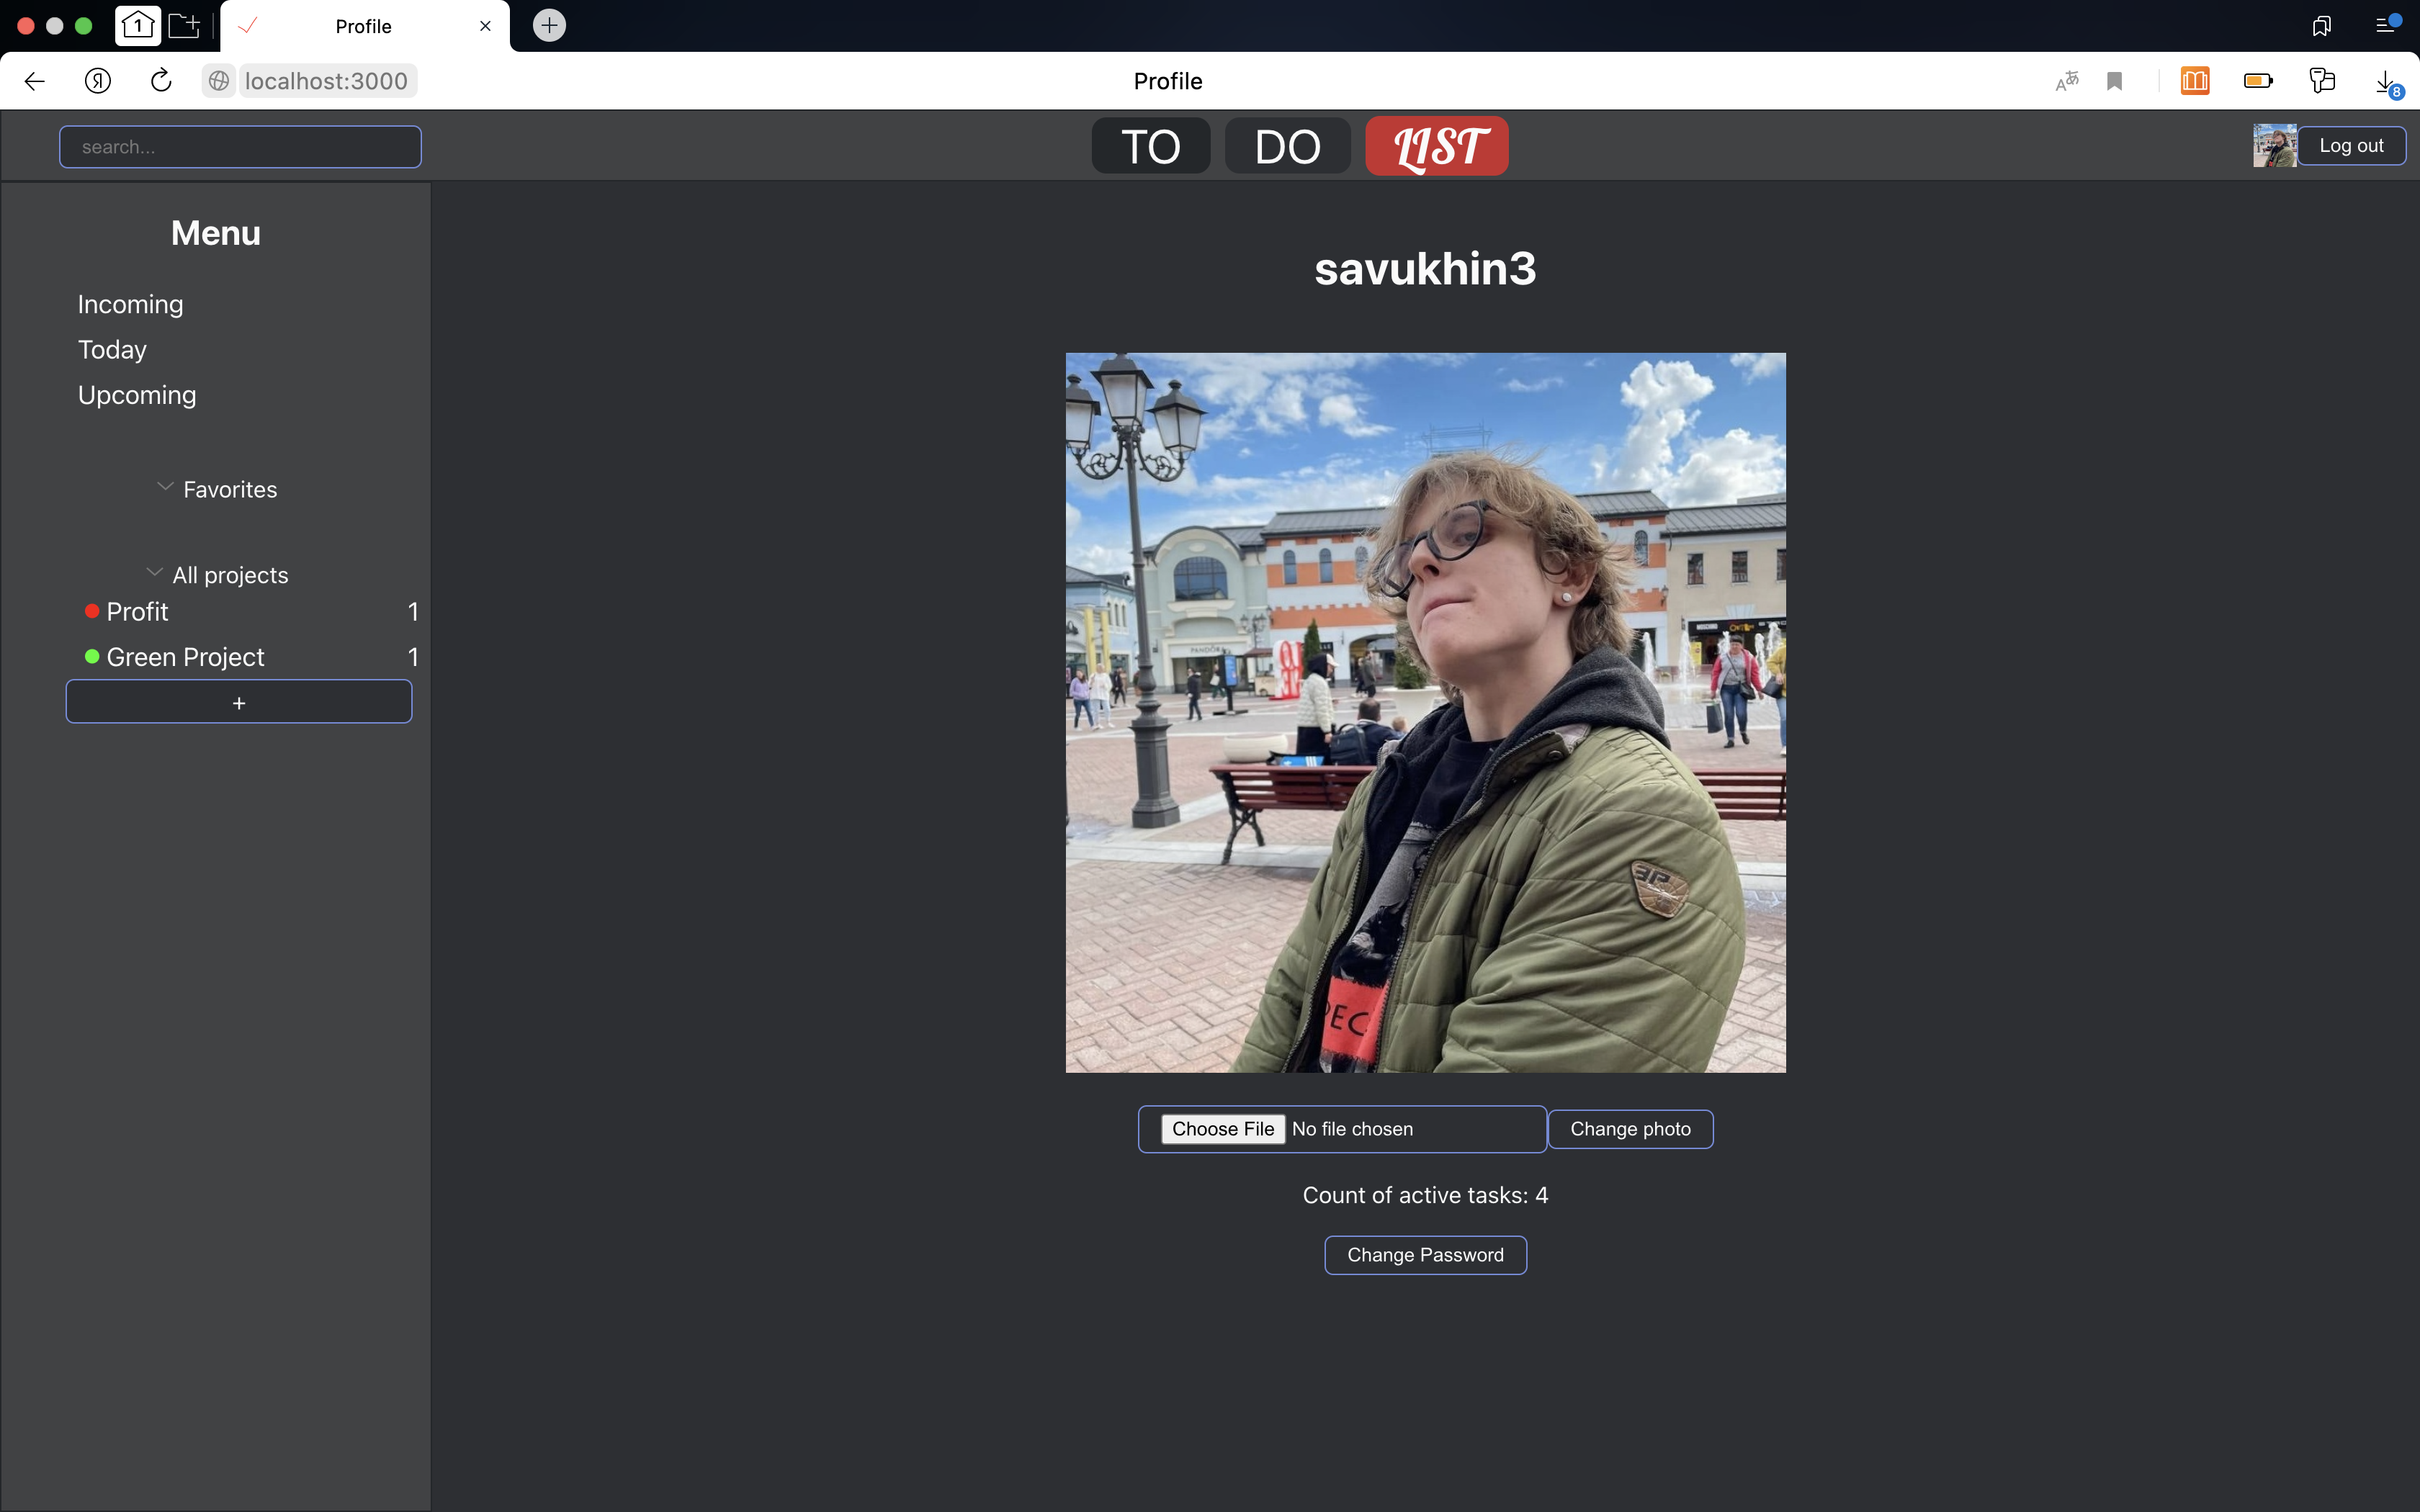 1
Profile
Я
localhost:3000
Profile
8
search...
TO DO LIST
Log out
Menu
savukhin3
Incoming
Today
Upcoming
Favorites
All projects
Profit 1
Green Project 1
+
PANDORA
Choose File No file chosen
Change photo
Count of active tasks: 4
Change Password